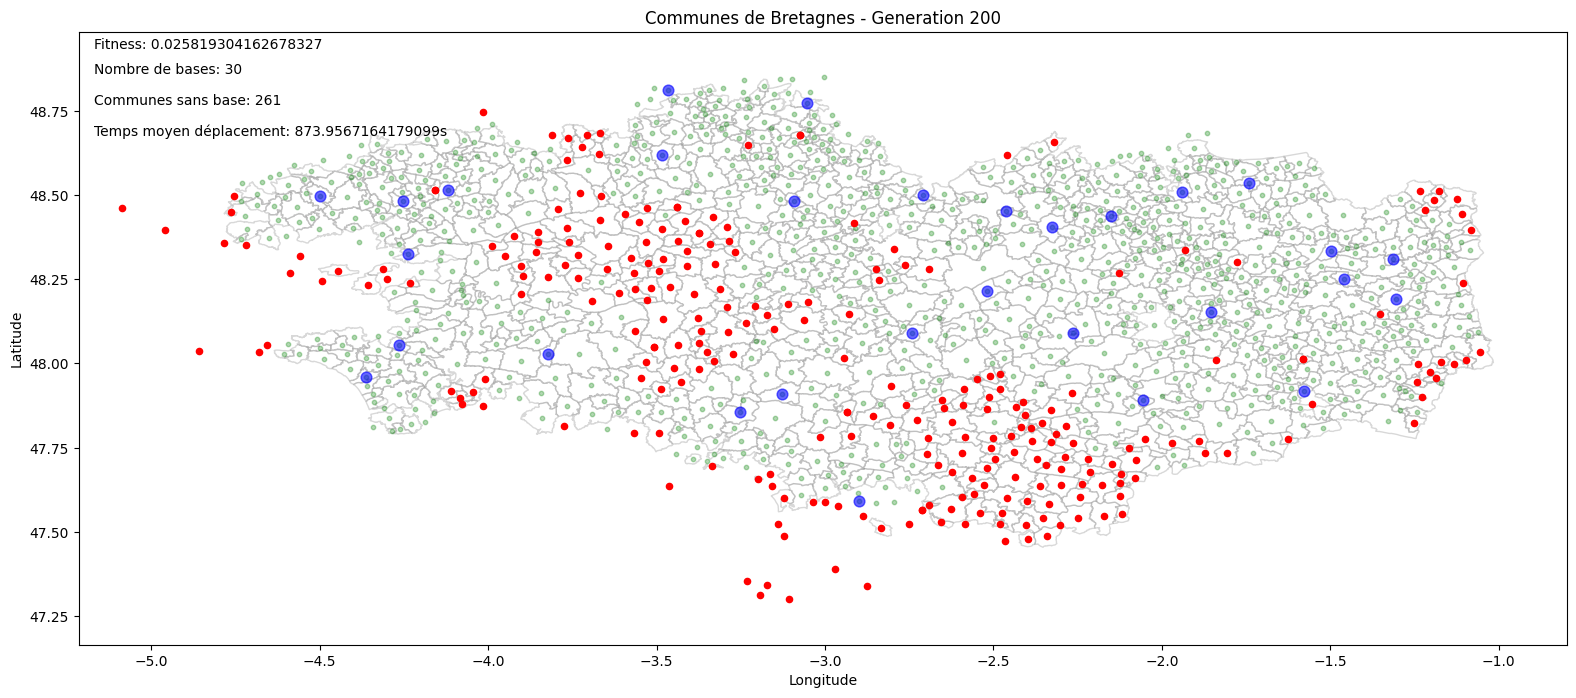 Communes de Bretagnes - Generation 200
Fitness: 0.025819304162678327
Nombre de bases: 30
Communes sans base: 261
Temps moyen déplacement: 873.9567164179099s
Latitude
48.75
48.50
48.25
48.00
47.75
47.50
47.25
−5.0 −4.5 −4.0 −3.5 −3.0 −2.5 −2.0 −1.5 −1.0
Longitude